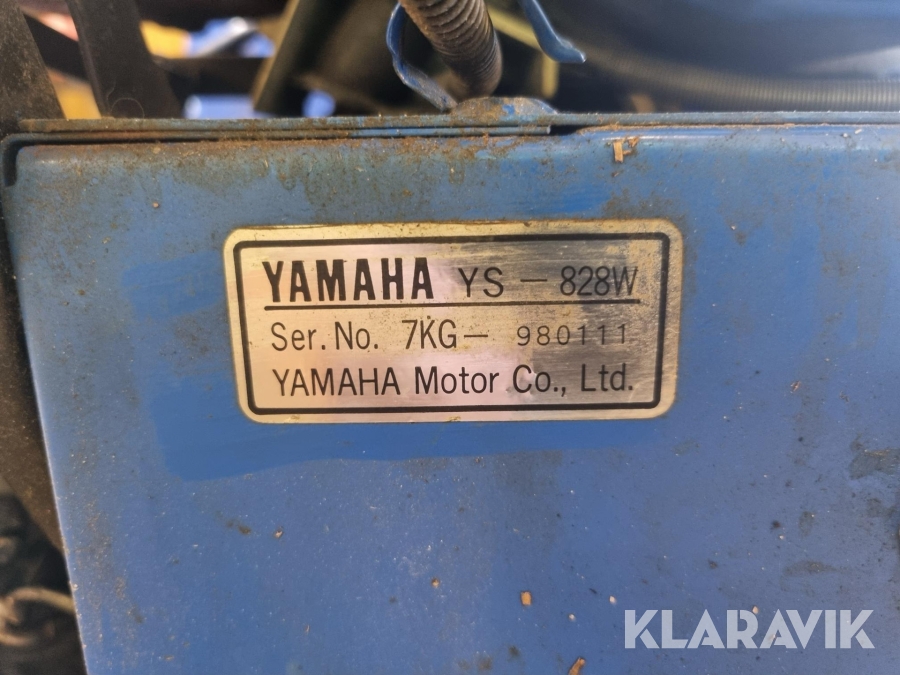 YAMAHA YS - 828W
Ser. No. 7KG- 980111
YAMAHA Motor Co., Ltd.
KLARAVIK